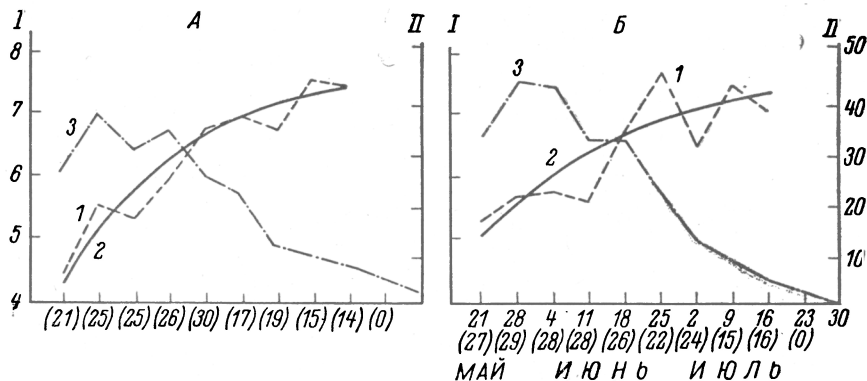 I А II I Б II
8 50
7 3 40
3 1
6 2 30
1 20
5 2
10
4
(21) (25) (25) (26) (30) (17) (19) (15) (14) (0) 21 28 4 11 18 25 2 9 16 23 30
(27) (29) (28) (28) (26) (22) (24) (15) (16) (0)
МАЙ ИЮНЬ ИЮЛЬ